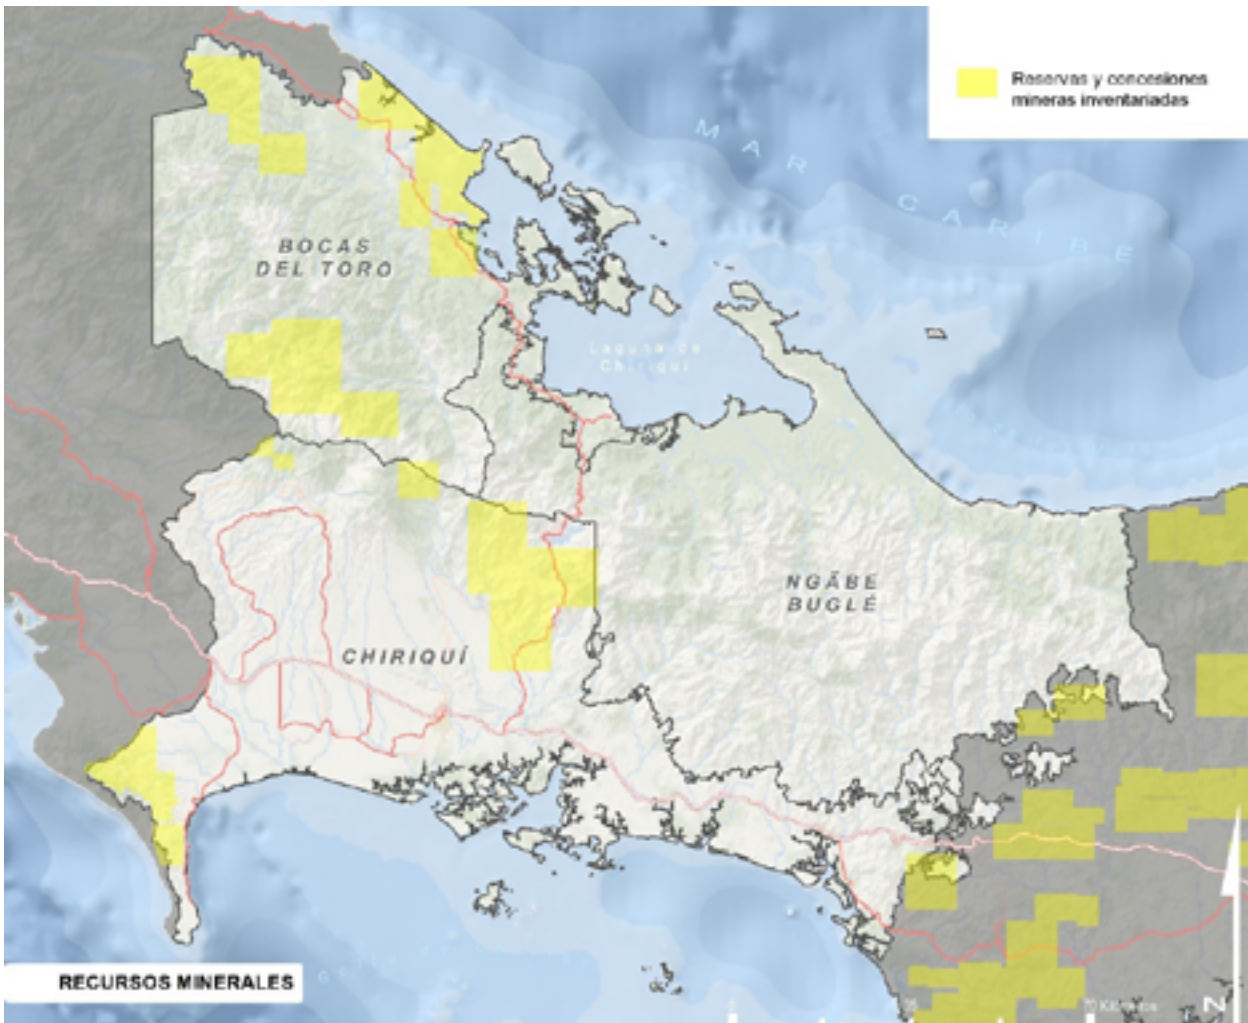 Reservas y concesiones
mineras inventariadas
MAR CARIBE
BOCAS
DEL TORO
Laguna de
Chiriquí
NGÄBE
BUGLÉ
CHIRIQUÍ
RECURSOS MINERALES
N